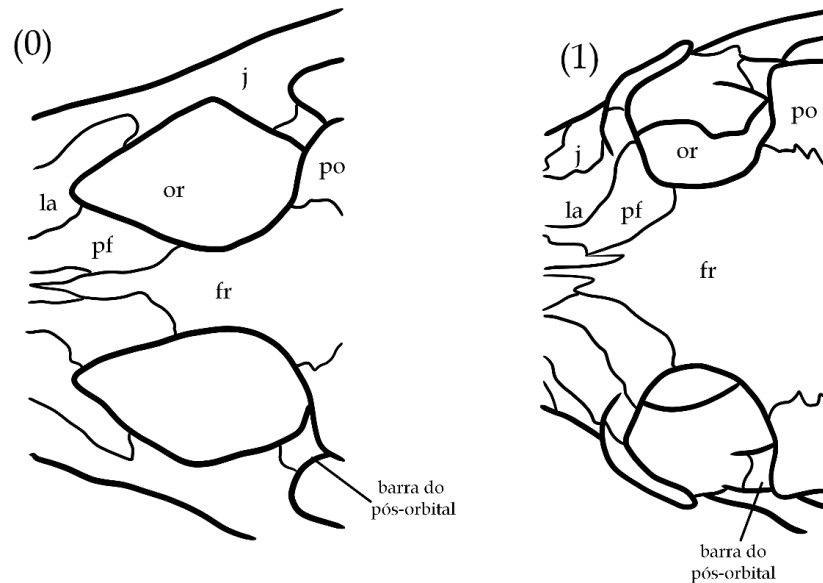 (0)
j
or
po
la
pf
fr
barra do
pós-orbital
(1)
j
or
po
la
pf
fr
barra do
pós-orbital